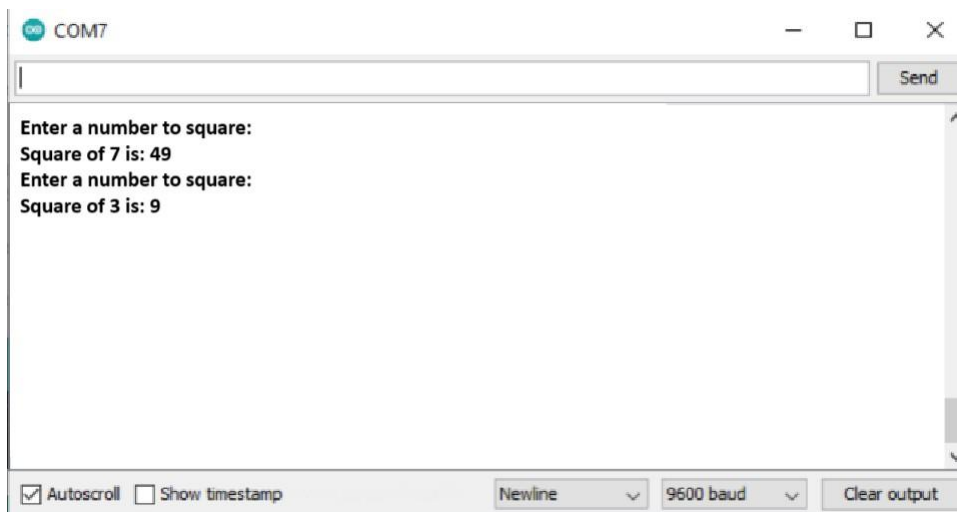 COM7
Send
Enter a number to square:
Square of 7 is: 49
Enter a number to square:
Square of 3 is: 9
Autoscroll Show timestamp Newline 9600 baud Clear output